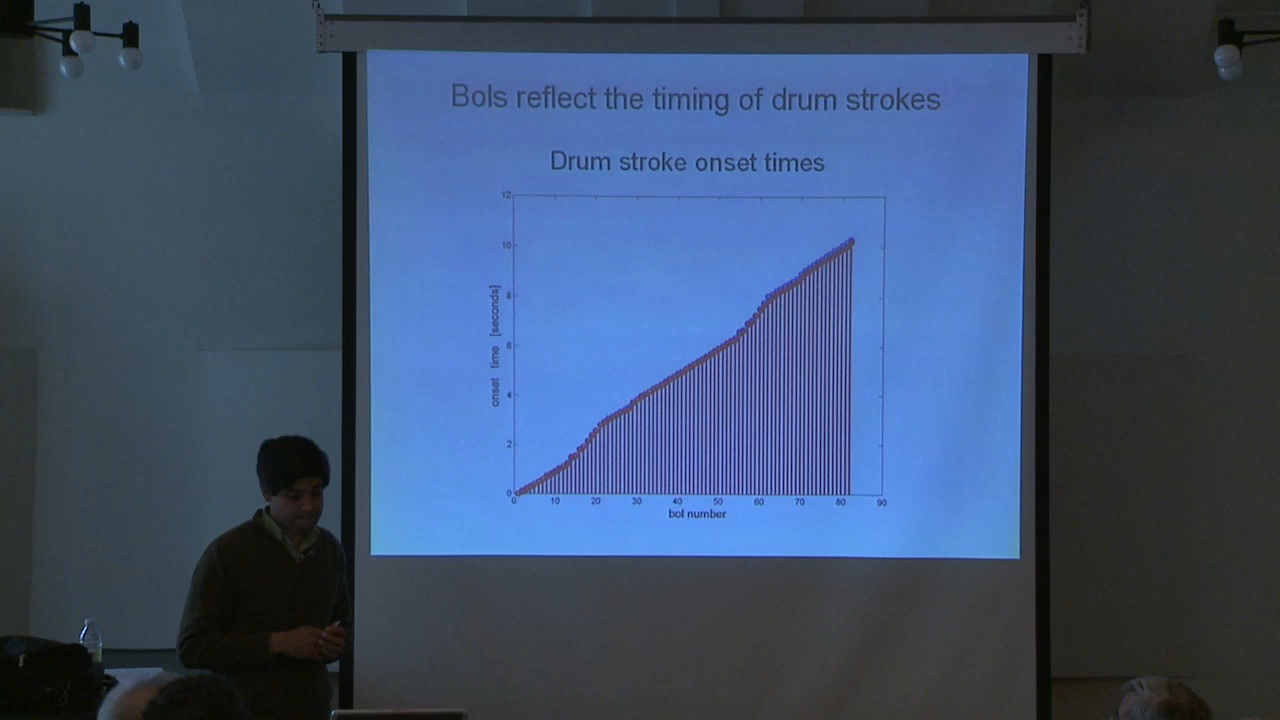 Bols reflect the timing of drum strokes
Drum stroke onset times
12
10
8
6
4
2
0
onset time [seconds]
0 10 20 30 40 50 60 70 80 90
bol number